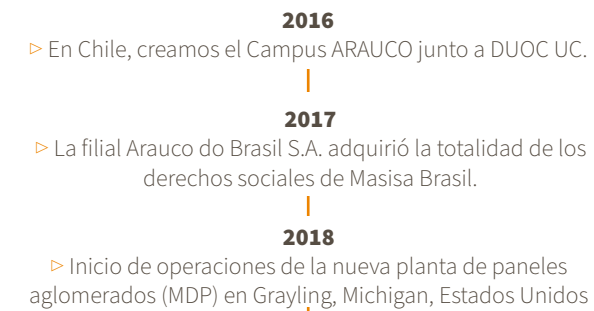 2016
▷ En Chile, creamos el Campus ARAUCO junto a DUOC UC.
2017
▷ La filial Arauco do Brasil S.A. adquirió la totalidad de los
derechos sociales de Masisa Brasil.
2018
▷ Inicio de operaciones de la nueva planta de paneles
aglomerados (MDP) en Grayling, Michigan, Estados Unidos